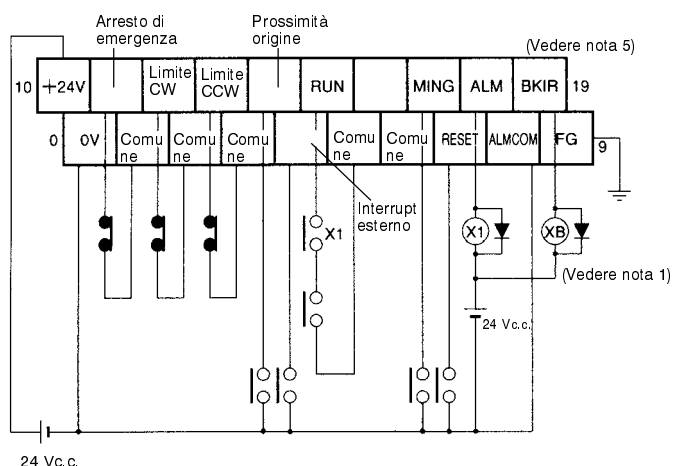 Arresto di
emergenza
Prossimità
origine
(Vedere nota 5)
10 +24V Limite CW Limite CCW RUN MING ALM BKIR 19
0 0V Comu
ne Comu
ne Comu
ne Comu
ne Comu
ne RESET ALMCOM FG 9
Interrupt
esterno
X1
X1
XB
(Vedere nota 1)
24 Vc.c.
24 Vc.c.